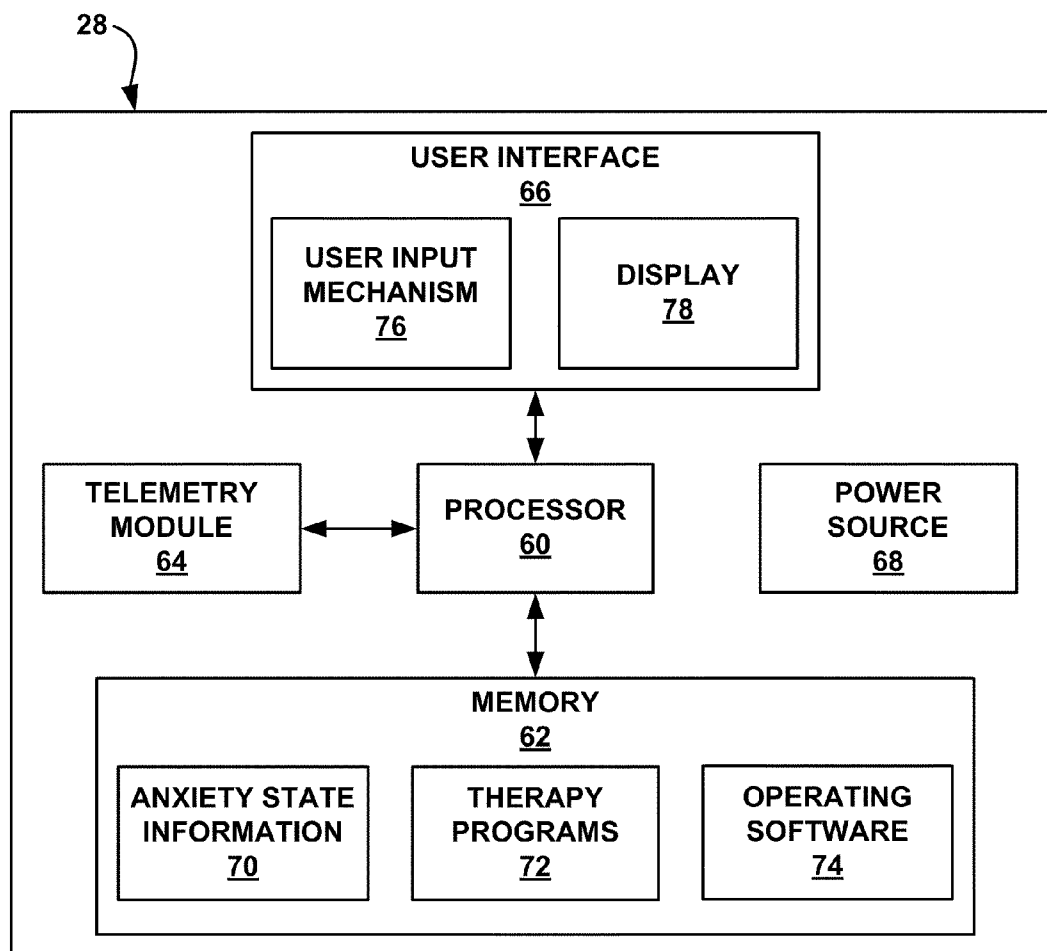 28
USER INTERFACE
66
USER INPUT
MECHANISM
76
DISPLAY
78
TELEMETRY
MODULE
64
PROCESSOR
60
POWER
SOURCE
68
MEMORY
62
ANXIETY STATE
INFORMATION
70
THERAPY
PROGRAMS
72
OPERATING
SOFTWARE
74